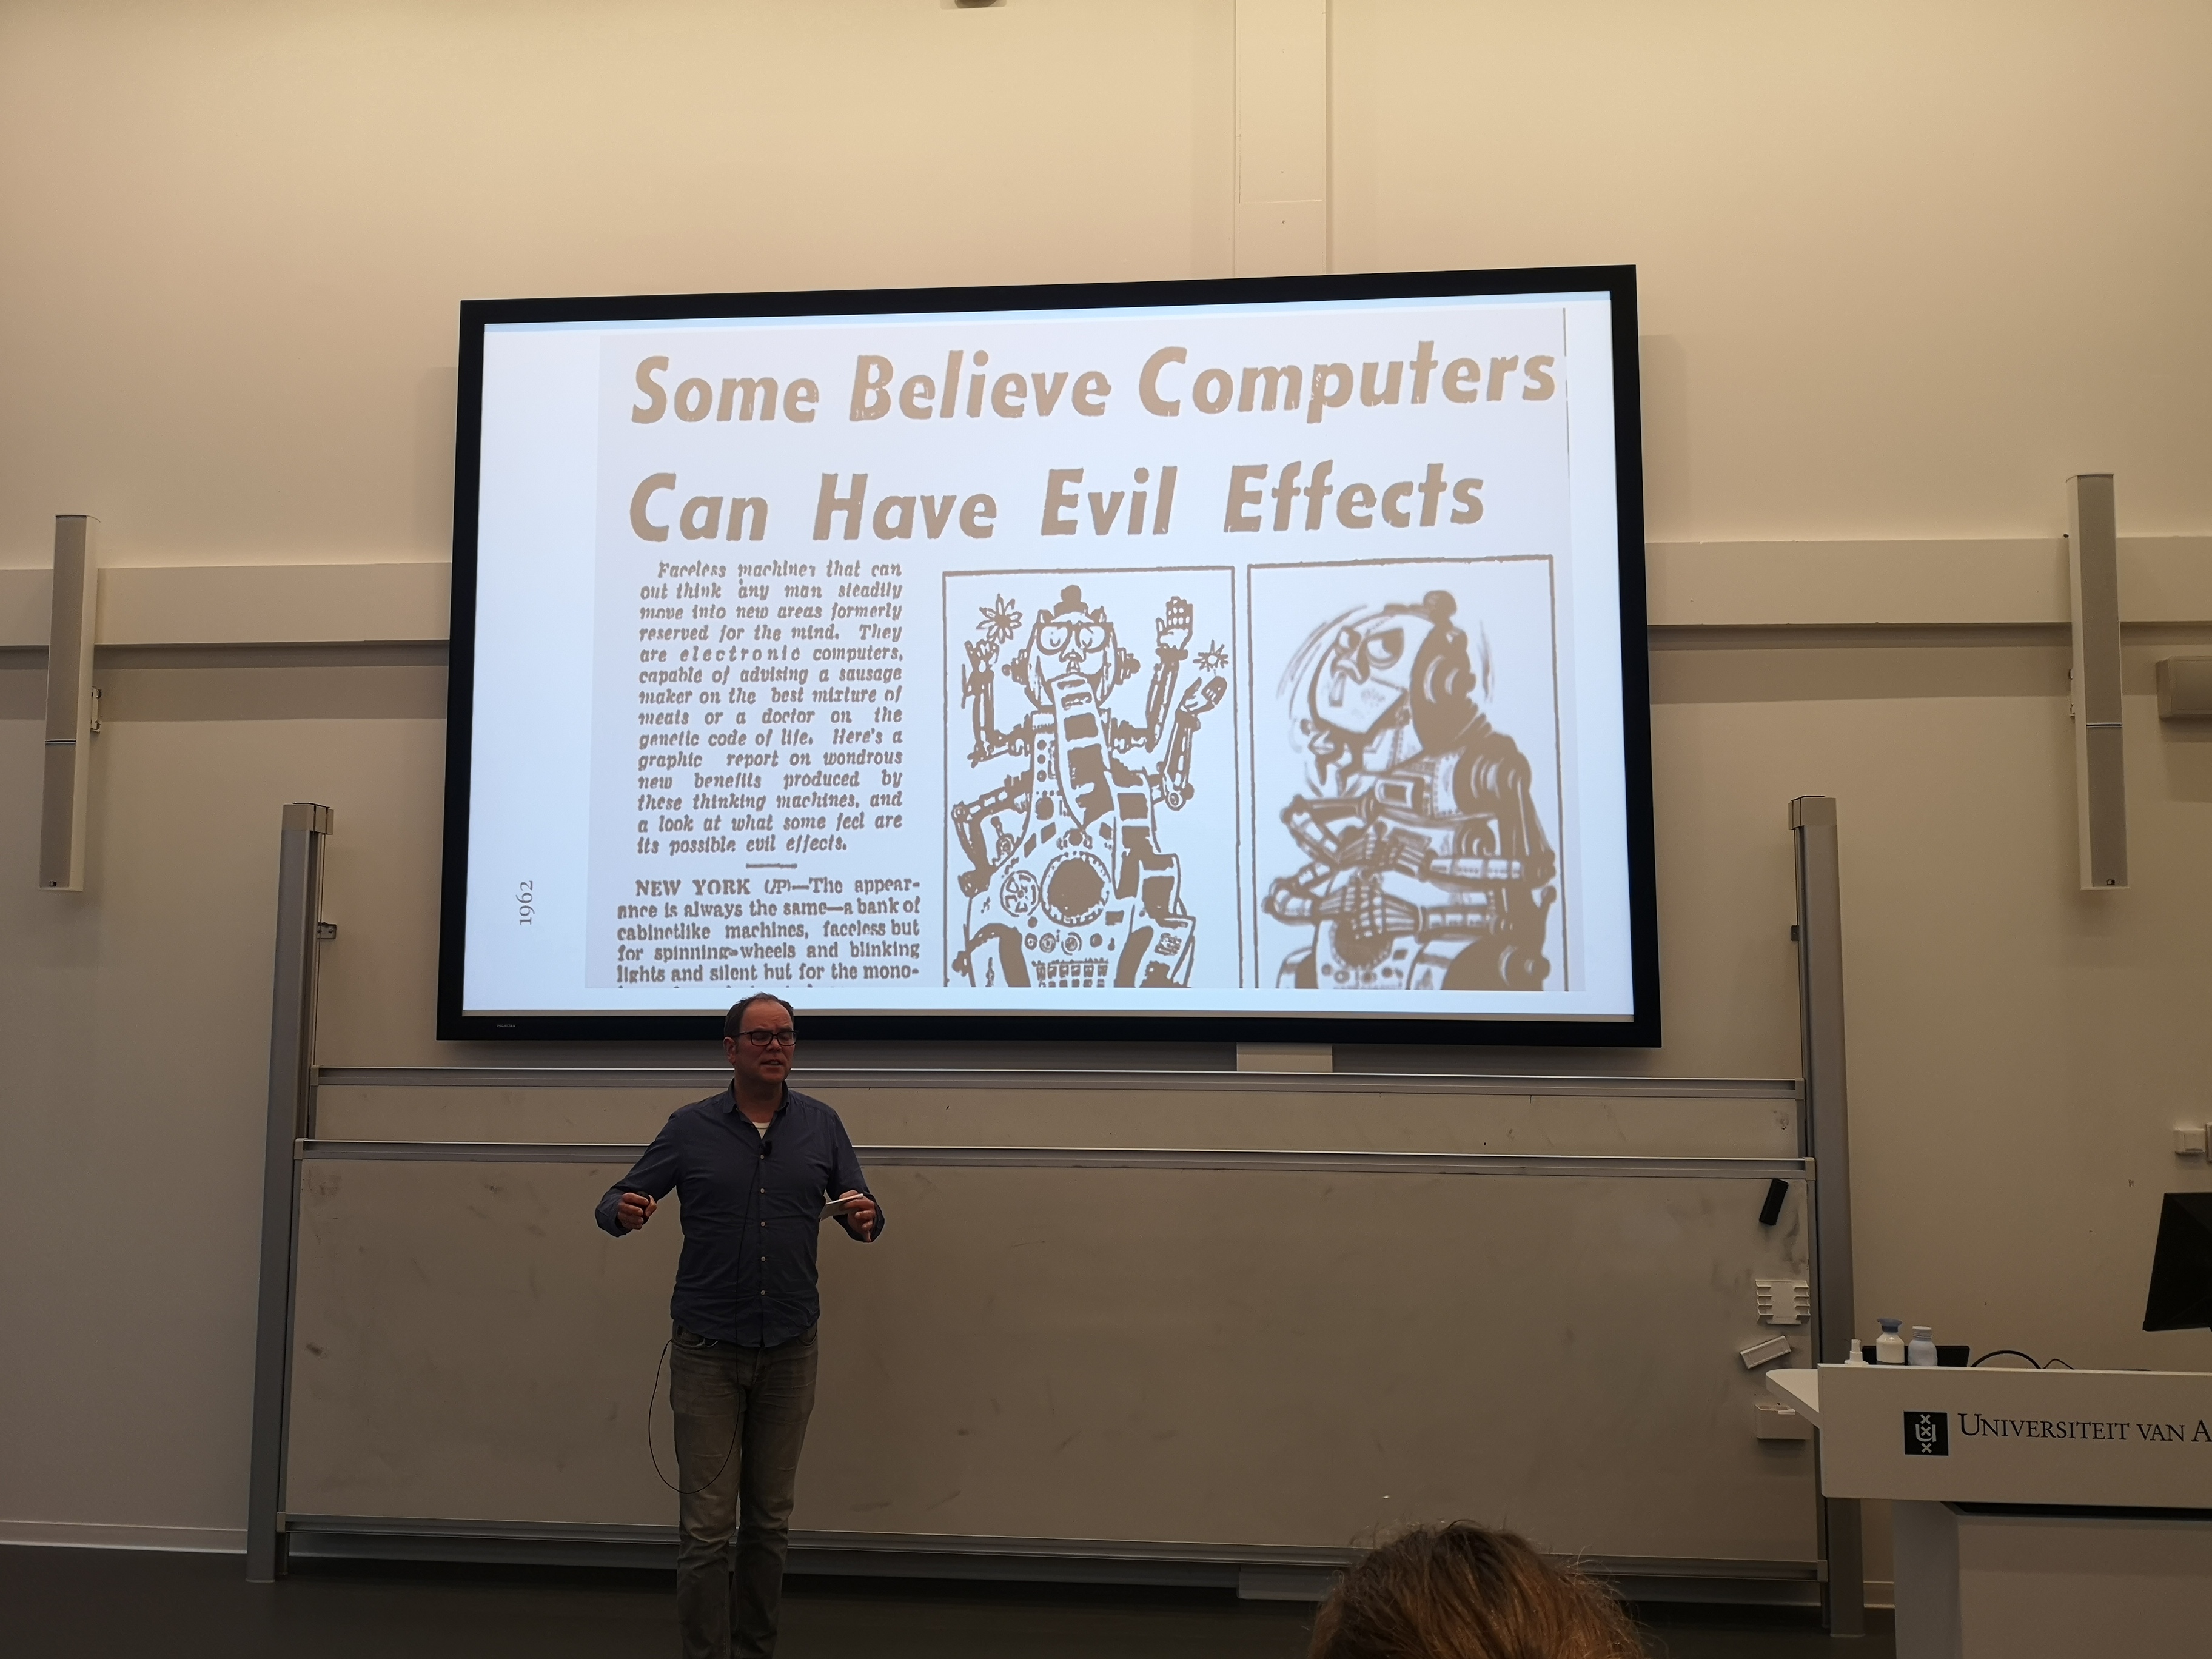 Some Believe Computers
Can Have Evil Effects
Faceless machines that can
out think any man steadily
move into new areas formerly
reserved for the mind. They
are electronic computers,
capable of advising a sausage
maker on the best mixture of
meats or a doctor on the
genetic code of life. Here's a
graphic report on wondrous
new benefits produced by
these thinking machines, and
a look at what some feel are
its possible evil effects.
NEW YORK (AP)—The appear-
ance is always the same—a bank of
cabinetlike machines, faceless but
for spinning wheels and blinking
lights and silent but for the mono-
1962
UNIVERSITEIT VAN A